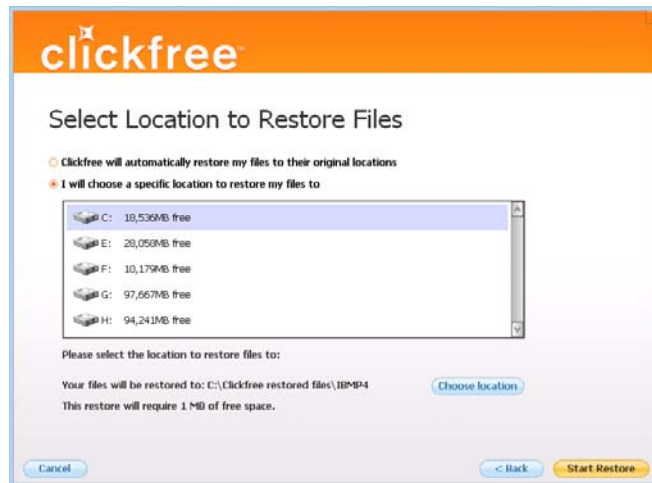 clickfree
Select Location to Restore Files
Clickfree will automatically restore my files to their original locations
I will choose a specific location to restore my files to
C: 18,536MB free
E: 28,058MB free
F: 10,179MB free
G: 97,667MB free
H: 94,241MB free
Please select the location to restore files to:
Your files will be restored to: C:\Clickfree restored files\IBMP4
Choose location
This restore will require 1 MB of free space.
Cancel
< Back
Start Restore